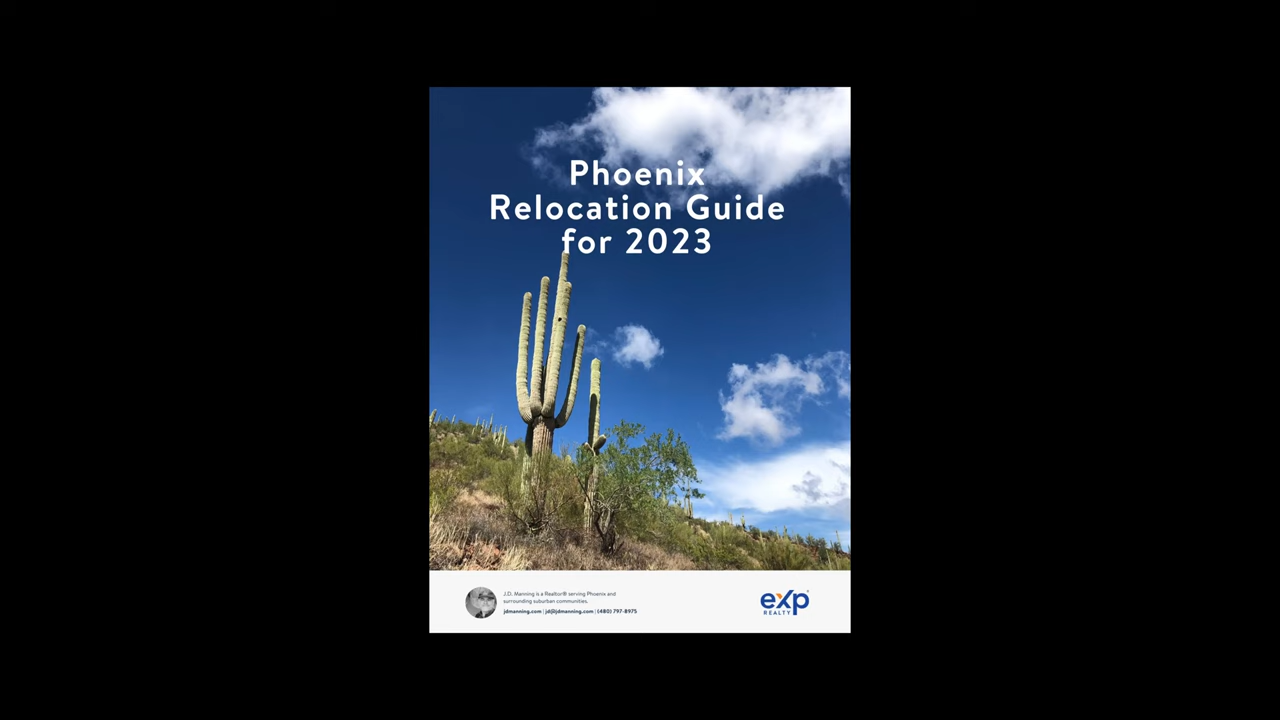 Phoenix
Relocation Guide
for 2023
J.D. Manning is a Realtor® serving Phoenix and
surrounding suburban communities.
jdmanning.com | jd@jdmanning.com | (480) 797-8975
eXp
REALTY